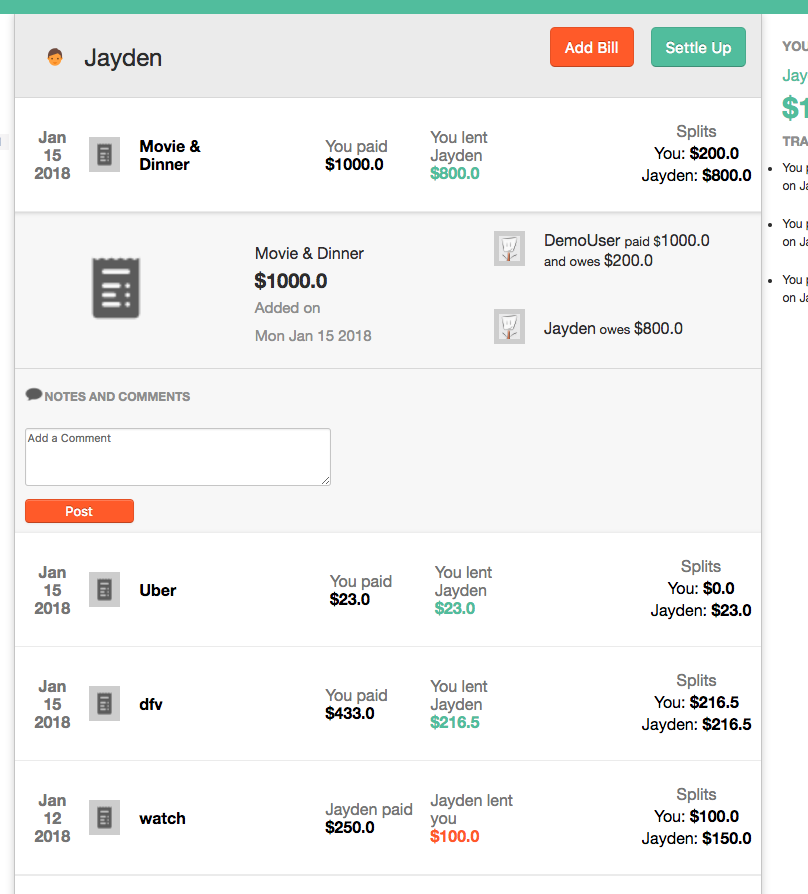 Jayden
Add Bill
Settle Up
Jan
15
2018
Movie &
Dinner
You paid
$1000.0
You lent
Jayden
$800.0
Splits
You: $200.0
Jayden: $800.0
Movie & Dinner
$1000.0
Added on
Mon Jan 15 2018
DemoUser paid $1000.0
and owes $200.0
Jayden owes $800.0
NOTES AND COMMENTS
Add a Comment
Post
Jan
15
2018
Uber
You paid
$23.0
You lent
Jayden
$23.0
Splits
You: $0.0
Jayden: $23.0
Jan
15
2018
dfv
You paid
$433.0
You lent
Jayden
$216.5
Splits
You: $216.5
Jayden: $216.5
Jan
12
2018
watch
Jayden paid
$250.0
Jayden lent
you
$100.0
Splits
You: $100.0
Jayden: $150.0
YOU
Jay
$1
TRA
You p
on Ja
You p
on Ja
You p
on Ja